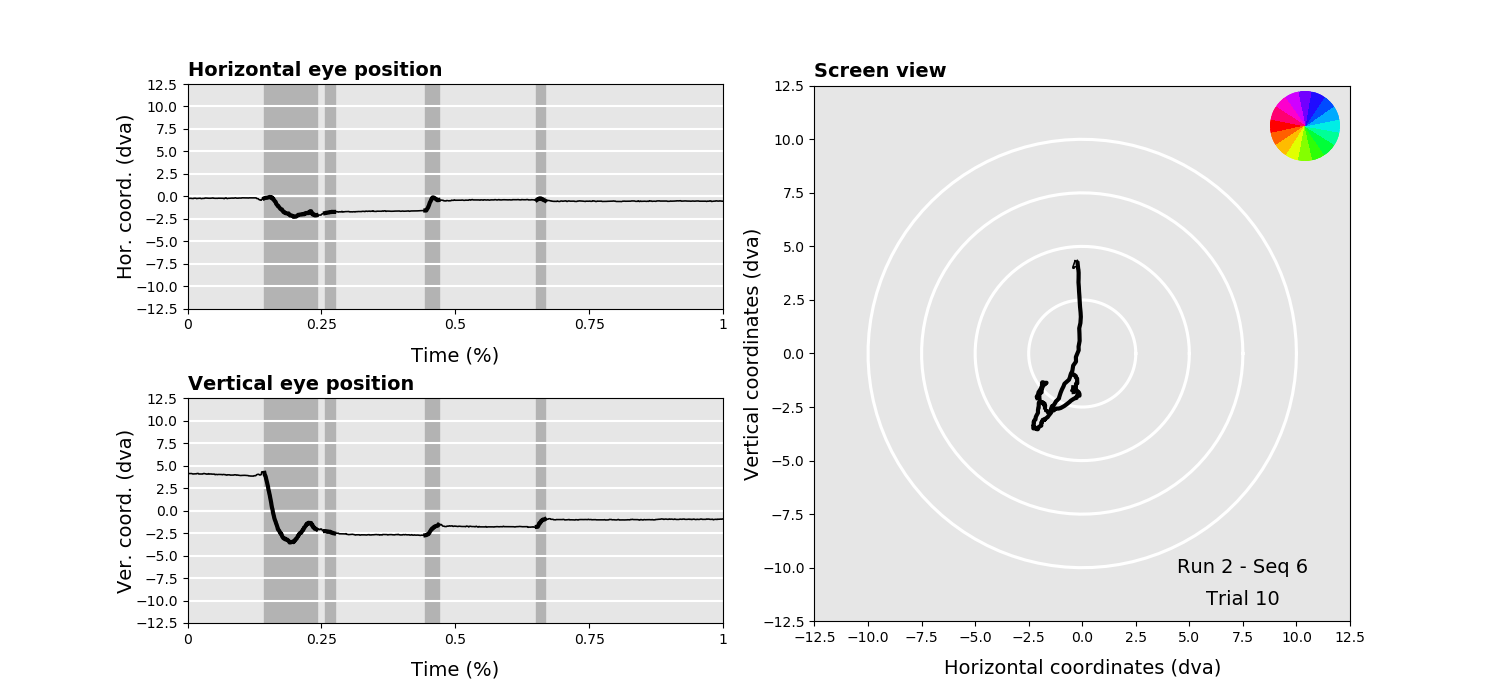 Horizontal eye position
Hor. coord. (dva)
12.5
10.0
7.5
5.0
2.5
0.0
−2.5
−5.0
−7.5
−10.0
−12.5
0 0.25 0.5 0.75 1
Time (%)
Vertical eye position
Ver. coord. (dva)
12.5
10.0
7.5
5.0
2.5
0.0
−2.5
−5.0
−7.5
−10.0
−12.5
0 0.25 0.5 0.75 1
Time (%)
Screen view
Vertical coordinates (dva)
12.5
10.0
7.5
5.0
2.5
0.0
−2.5
−5.0
−7.5
−10.0
−12.5
Run 2 - Seq 6
Trial 10
−12.5 −10.0 −7.5 −5.0 −2.5 0.0 2.5 5.0 7.5 10.0 12.5
Horizontal coordinates (dva)